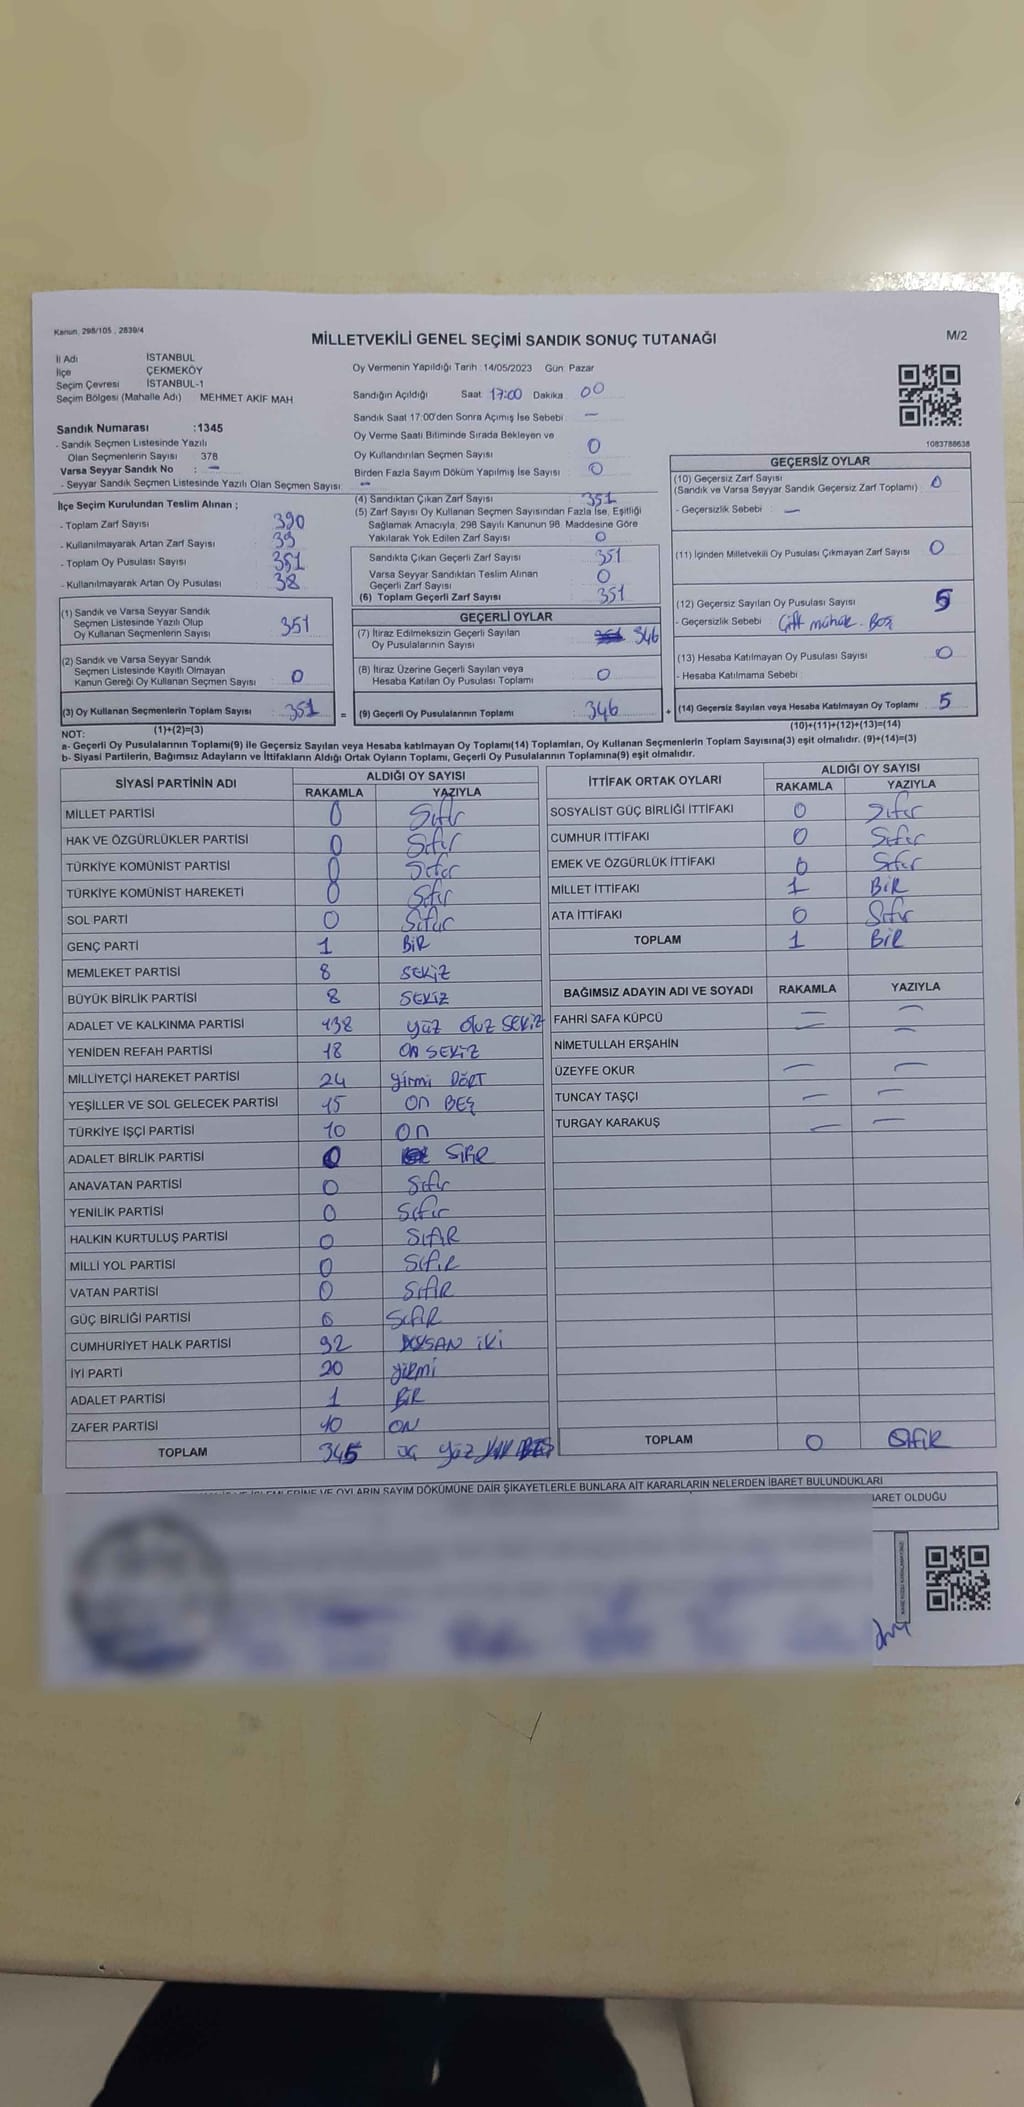 Kanun, 298/105 , 2839/4
MİLLETVEKİLİ GENEL SEÇİMİ SANDIK SONUÇ TUTANAĞI
M/2
İl Adı İSTANBUL
İlçe ÇEKMEKÖY
Seçim Çevresi İSTANBUL-1
Seçim Bölgesi (Mahalle Adı) MEHMET AKİF MAH
Sandık Numarası :1345
- Sandık Seçmen Listesinde Yazılı
Olan Seçmenlerin Sayısı 378
Varsa Seyyar Sandık No : -
- Seyyar Sandık Seçmen Listesinde Yazılı Olan Seçmen Sayısı -
Oy Vermenin Yapıldığı Tarih 14/05/2023 Gün Pazar
Sandığın Açıldığı Saat 17:00 Dakika 00
Sandık Saat 17:00'den Sonra Açımış İse Sebebi -
Oy Verme Saati Bitiminde Sırada Bekleyen ve
Oy Kullandırılan Seçmen Sayısı 0
Birden Fazla Sayım Döküm Yapılmış İse Sayısı 0
1083788638
İlçe Seçim Kurulundan Teslim Alınan ;
- Toplam Zarf Sayısı 390
- Kullanılmayarak Artan Zarf Sayısı 39
- Toplam Oy Pusulası Sayısı 351
- Kullanılmayarak Artan Oy Pusulası 38
(4) Sandıktan Çıkan Zarf Sayısı 351
(5) Zarf Sayısı Oy Kullanan Seçmen Sayısından Fazla İse, Eşitliği
Sağlamak Amacıyla, 298 Sayılı Kanunun 98. Maddesine Göre
Yakılarak Yok Edilen Zarf Sayısı 0
Sandıkta Çıkan Geçerli Zarf Sayısı 351
Varsa Seyyar Sandıktan Teslim Alınan
Geçerli Zarf Sayısı 0
(6) Toplam Geçerli Zarf Sayısı 351
GEÇERSİZ OYLAR
(10) Geçersiz Zarf Sayısı 0
(Sandık ve Varsa Seyyar Sandık Geçersiz Zarf Toplamı)
- Geçersizlik Sebebi : -
(11) İçinden Milletvekili Oy Pusulası Çıkmayan Zarf Sayısı 0
(12) Geçersiz Sayılan Oy Pusulası Sayısı 5
- Geçersizlik Sebebi : Çift mühür. Boş
(13) Hesaba Katılmayan Oy Pusulası Sayısı 0
- Hesaba Katılmama Sebebi
(14) Geçersiz Sayılan veya Hesaba Katılmayan Oy Toplamı 5
(10)+(11)+(12)+(13)=(14)
(1) Sandık ve Varsa Seyyar Sandık
Seçmen Listesinde Yazılı Olup
Oy Kullanan Seçmenlerin Sayısı 351
(2) Sandık ve Varsa Seyyar Sandık
Seçmen Listesinde Kayıtlı Olmayan
Kanun Gereği Oy Kullanan Seçmen Sayısı 0
(3) Oy Kullanan Seçmenlerin Toplam Sayısı 351 =
(1)+(2)=(3)
GEÇERLİ OYLAR
(7) İtiraz Edilmeksizin Geçerli Sayılan
Oy Pusulalarının Sayısı 346
(8) İtiraz Üzerine Geçerli Sayılan veya
Hesaba Katılan Oy Pusulası Toplamı 0
(9) Geçerli Oy Pusulalarının Toplamı : 346 +
NOT:
a- Geçerli Oy Pusulalarının Toplamı(9) ile Geçersiz Sayılan veya Hesaba katılmayan Oy Toplamı(14) Toplamları, Oy Kullanan Seçmenlerin Toplam Sayısına(3) eşit olmalıdır. (9)+(14)=(3)
b- Siyasi Partilerin, Bağımsız Adayların ve İttifakların Aldığı Ortak Oyların Toplamı, Geçerli Oy Pusulalarının Toplamına(9) eşit olmalıdır.
SİYASİ PARTİNİN ADI ALDIĞI OY SAYISI
RAKAMLA YAZIYLA
MİLLET PARTİSİ 0 Sıfır
HAK VE ÖZGÜRLÜKLER PARTİSİ 0 Sıfır
TÜRKİYE KOMÜNİST PARTİSİ 0 Sıfır
TÜRKİYE KOMÜNİST HAREKETİ 0 Sıfır
SOL PARTİ 0 Sıfır
GENÇ PARTİ 1 BİR
MEMLEKET PARTİSİ 8 SEKİZ
BÜYÜK BİRLİK PARTİSİ 8 SEKİZ
ADALET VE KALKINMA PARTİSİ 138 yüz otuz SEKİZ
YENİDEN REFAH PARTİSİ 18 ON SEKİZ
MİLLİYETÇİ HAREKET PARTİSİ 24 yirmi DÖRT
YEŞİLLER VE SOL GELECEK PARTİSİ 15 ON BEŞ
TÜRKİYE İŞÇİ PARTİSİ 10 ON
ADALET BİRLİK PARTİSİ 0 SIFIR
ANAVATAN PARTİSİ 0 Sıfır
YENİLİK PARTİSİ 0 Sıfır
HALKIN KURTULUŞ PARTİSİ 0 SIFIR
MİLLİ YOL PARTİSİ 0 SIFIR
VATAN PARTİSİ 0 SIFIR
GÜÇ BİRLİĞİ PARTİSİ 0 SIFIR
CUMHURİYET HALK PARTİSİ 92 DOKSAN İKİ
İYİ PARTİ 20 yirmi
ADALET PARTİSİ 1 BİR
ZAFER PARTİSİ 10 ON
TOPLAM 345 üç yüz kırk BEŞ
İTTİFAK ORTAK OYLARI ALDIĞI OY SAYISI
RAKAMLA YAZIYLA
SOSYALİST GÜÇ BİRLİĞİ İTTİFAKI 0 Sıfır
CUMHUR İTTİFAKI 0 Sıfır
EMEK VE ÖZGÜRLÜK İTTİFAKI 0 Sıfır
MİLLET İTTİFAKI 1 BİR
ATA İTTİFAKI 0 Sıfır
TOPLAM 1 BİR
BAĞIMSIZ ADAYIN ADI VE SOYADI RAKAMLA YAZIYLA
FAHRİ SAFA KÜPCÜ - -
NİMETULLAH ERŞAHİN - -
ÜZEYFE OKUR - -
TUNCAY TAŞÇI - -
TURGAY KARAKUŞ - -
TOPLAM 0 SIFIR
VE OYLARIN SAYIM DÖKÜMÜNE DAİR ŞİKAYETLERLE BUNLARA AİT KARARLARIN NELERDEN İBARET BULUNDUKLARI
BARET OLDUĞU